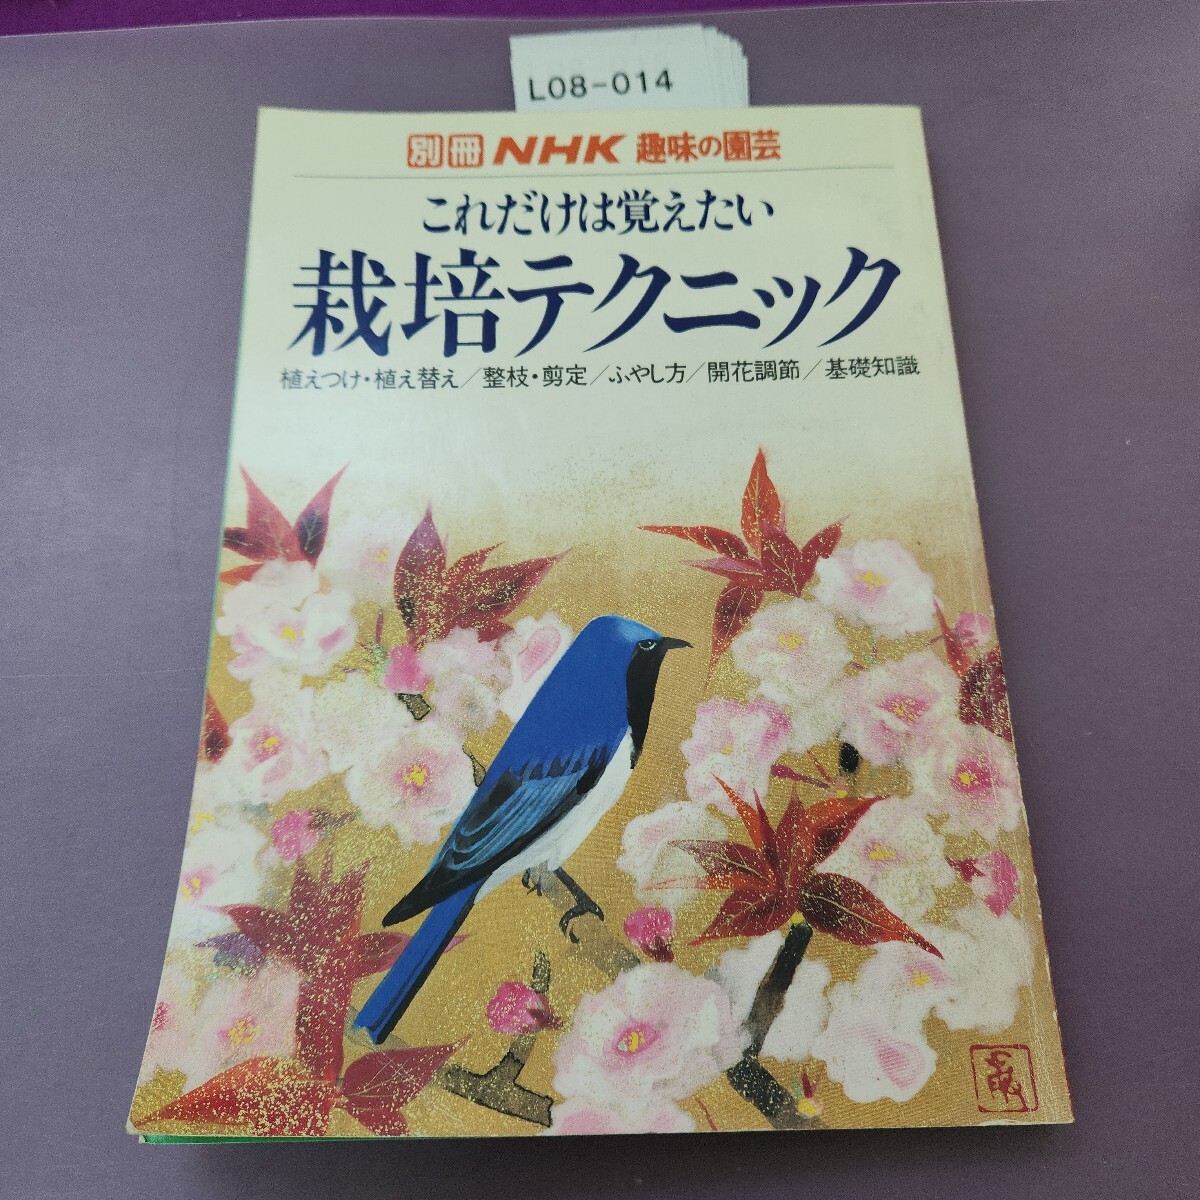 L08-014
別冊 NHK 趣味の園芸
これだけは覚えたい
栽培テクニック
植えつけ・植え替え／整枝・剪定／ふやし方／開花調節／基礎知識